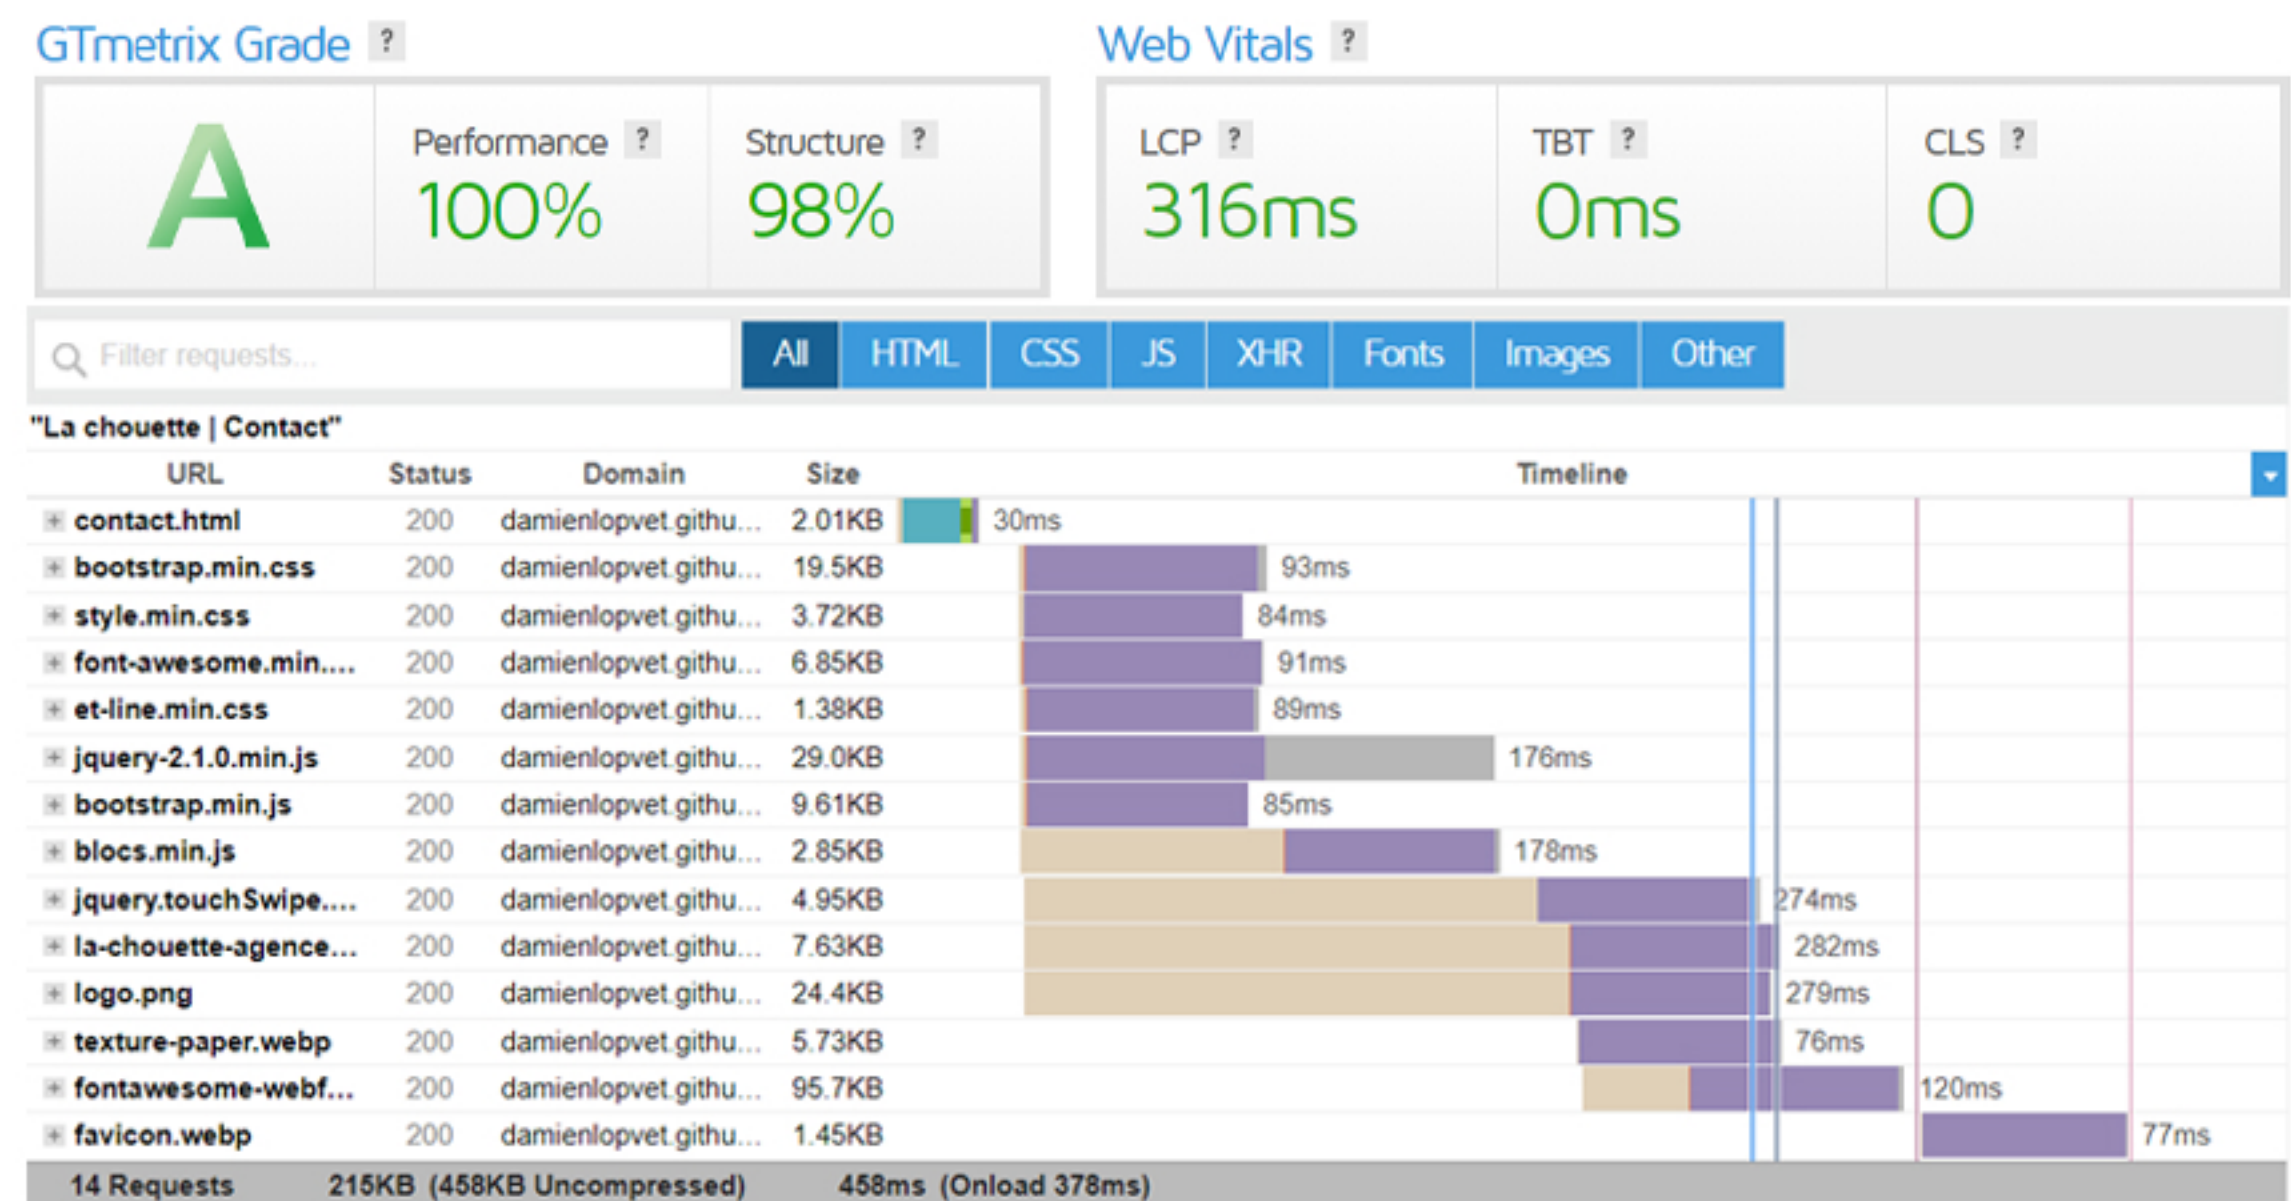 GTmetrix Grade ? Web Vitals ?
A Performance ? Structure ? LCP ? TBT ? CLS ?
100% 98% 316ms 0ms 0
Filter requests... All HTML CSS JS XHR Fonts Images Other
"La chouette | Contact"
URL Status Domain Size Timeline
contact.html 200 damienlopvet.githu... 2.01KB 30ms
bootstrap.min.css 200 damienlopvet.githu... 19.5KB 93ms
style.min.css 200 damienlopvet.githu... 3.72KB 84ms
font-awesome.min.... 200 damienlopvet.githu... 6.85KB 91ms
et-line.min.css 200 damienlopvet.githu... 1.38KB 89ms
jquery-2.1.0.min.js 200 damienlopvet.githu... 29.0KB 176ms
bootstrap.min.js 200 damienlopvet.githu... 9.61KB 85ms
blocs.min.js 200 damienlopvet.githu... 2.85KB 178ms
jquery.touchSwipe.... 200 damienlopvet.githu... 4.95KB 274ms
la-chouette-agence... 200 damienlopvet.githu... 7.63KB 282ms
logo.png 200 damienlopvet.githu... 24.4KB 279ms
texture-paper.webp 200 damienlopvet.githu... 5.73KB 76ms
fontawesome-webf... 200 damienlopvet.githu... 95.7KB 120ms
favicon.webp 200 damienlopvet.githu... 1.45KB 77ms
14 Requests 215KB (458KB Uncompressed) 458ms (Onload 378ms)